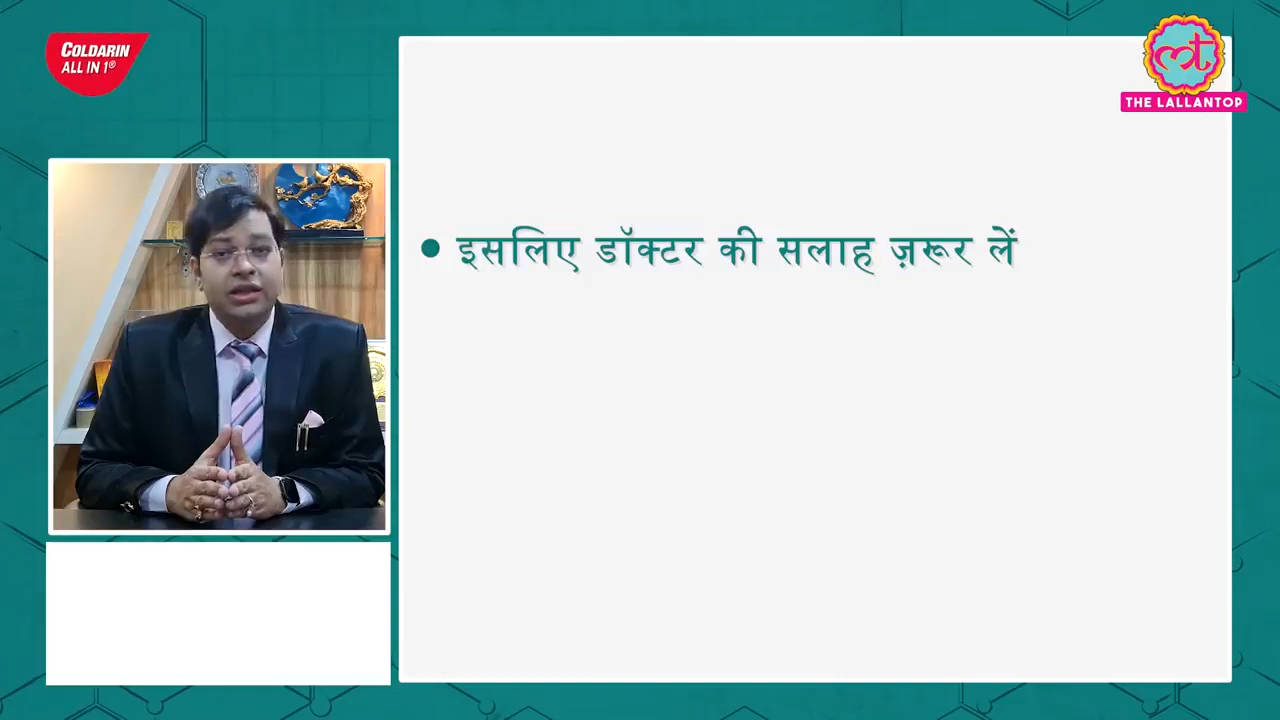 COLDARIN
ALL IN 1®
THE LALLANTOP
• इसलिए डॉक्टर की सलाह ज़रूर लें